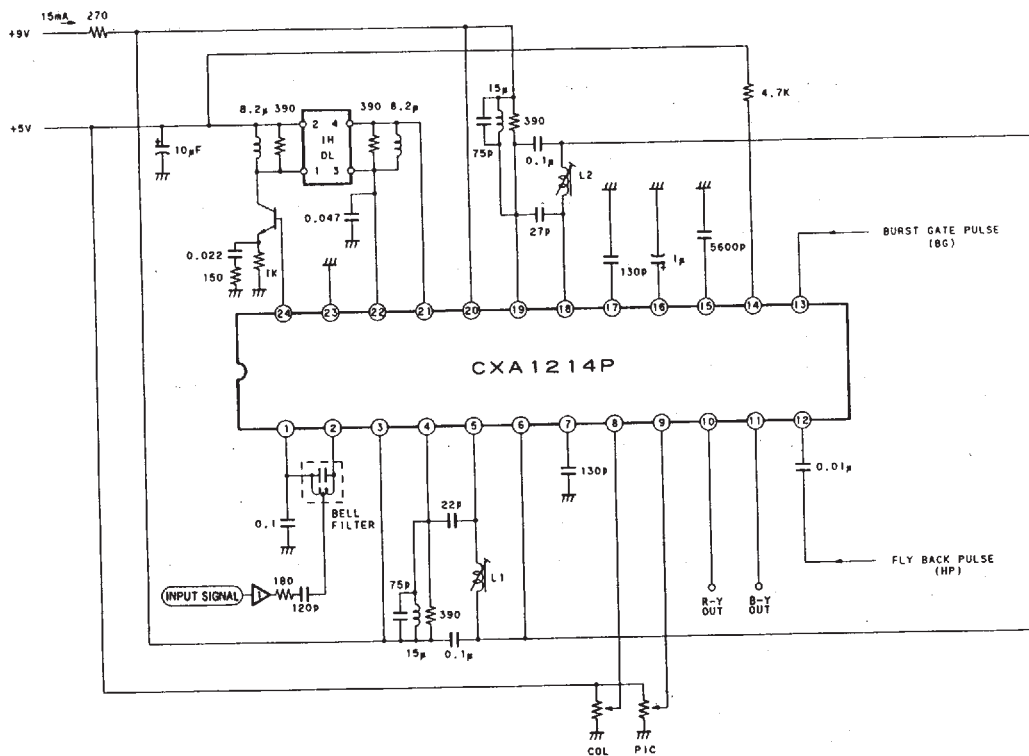 15mA → 270
+9V
15μ
4.7K
8.2μ 390
390 8.2μ
390
2 4
+5V
1H
DL
10μF
75p
0.1μ
1 3
L2
0.047
27p
5600p
BURST GATE PULSE
(BG)
0.022
1K
130p
1μ
150
24 23 22 21 20 19 18 17 16 15 14 13
CXA1214P
1 2 3 4 5 6 7 8 9 10 11 12
130p
0.01μ
22p
BELL
FILTER
0.1
FLY BACK PULSE
(HP)
75p
L1
180
INPUT SIGNAL
1
120p
390
R-Y
OUT
B-Y
OUT
15μ
0.1μ
COL
PIC